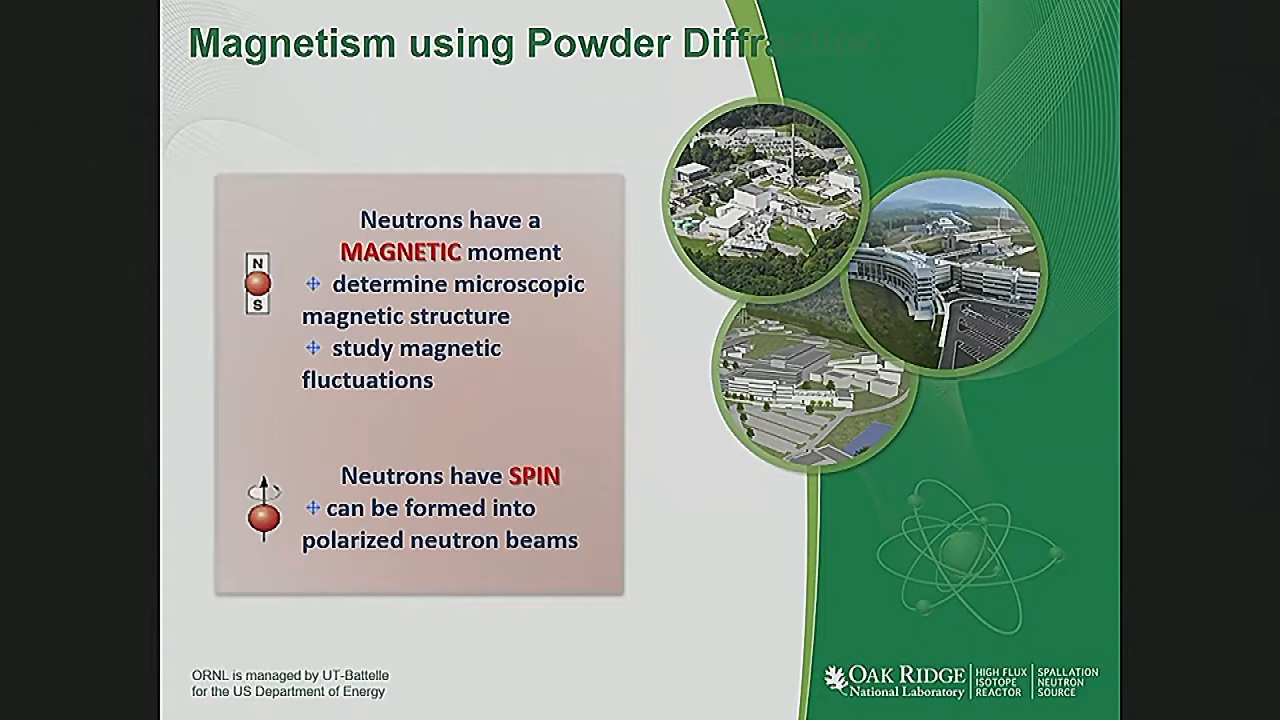 Magnetism using Powder Diffraction
Neutrons have a
MAGNETIC moment
determine microscopic
magnetic structure
study magnetic
fluctuations
N
S
Neutrons have SPIN
can be formed into
polarized neutron beams
ORNL is managed by UT-Battelle
for the US Department of Energy
OAK RIDGE
National Laboratory
HIGH FLUX
ISOTOPE
REACTOR
SPALLATION
NEUTRON
SOURCE